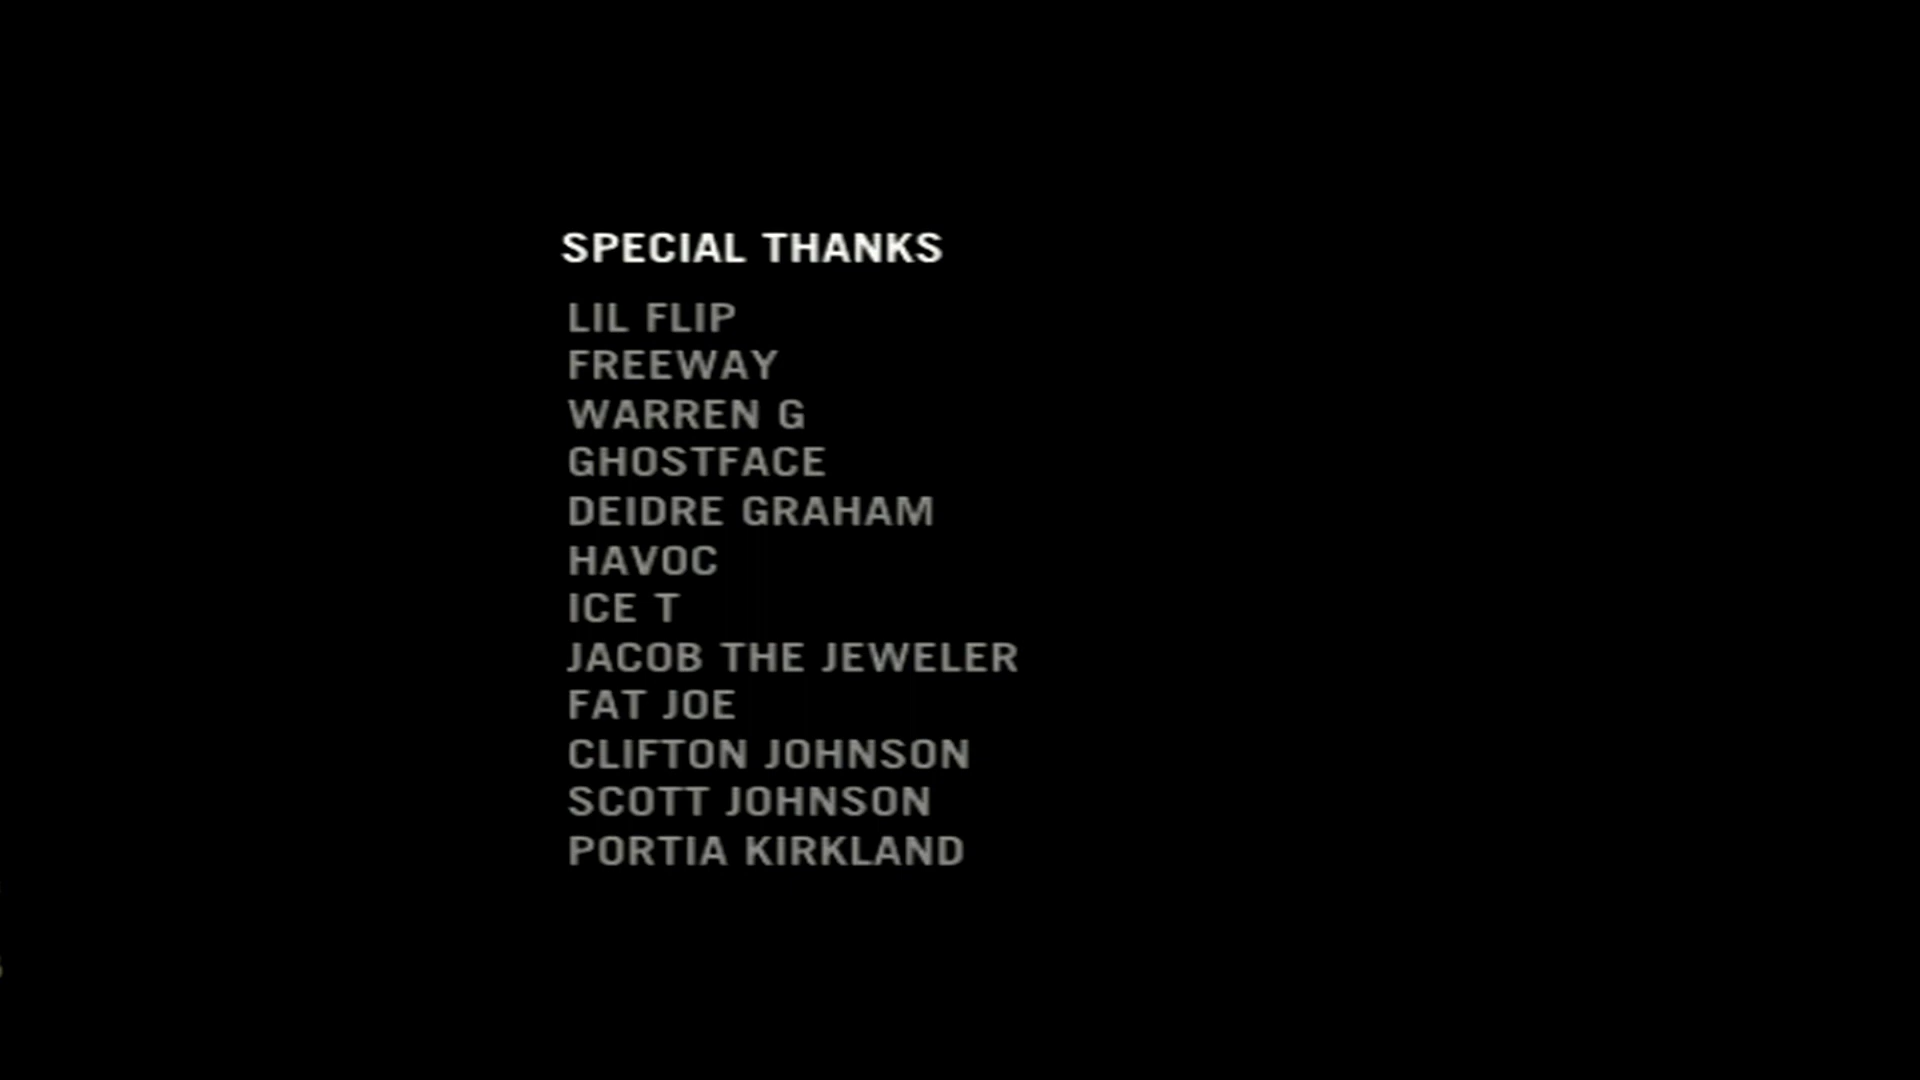 SPECIAL THANKS
LIL FLIP
FREEWAY
WARREN G
GHOSTFACE
DEIDRE GRAHAM
HAVOC
ICE T
JACOB THE JEWELER
FAT JOE
CLIFTON JOHNSON
SCOTT JOHNSON
PORTIA KIRKLAND